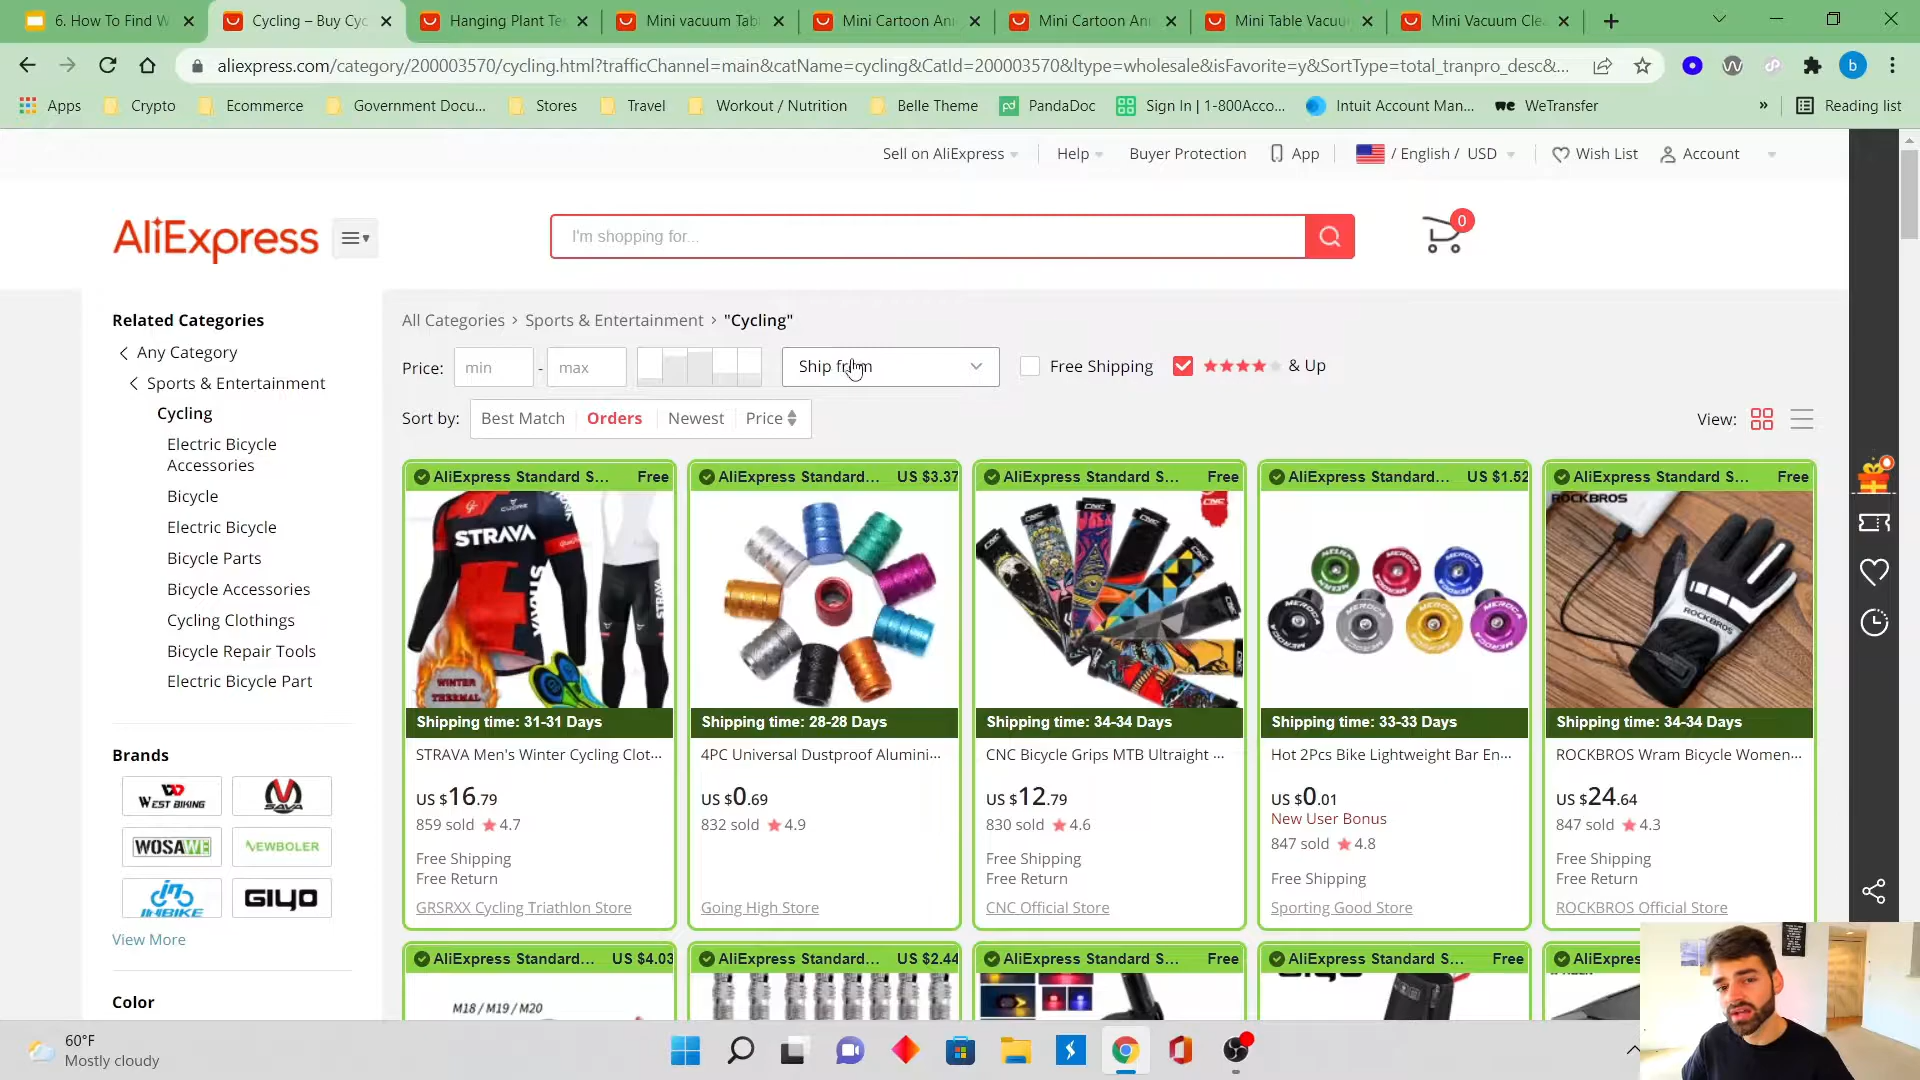 6. How To Find W
Cycling – Buy Cyc
Hanging Plant Te
Mini vacuum Tab
Mini Cartoon Ani
Mini Cartoon Ani
Mini Table Vacuu
Mini Vacuum Clea
aliexpress.com/category/200003570/cycling.html?trafficChannel=main&catName=cycling&CatId=200003570&ltype=wholesale&isFavorite=y&SortType=total_tranpro_desc&...
b
Apps
Crypto
Ecommerce
Government Docu...
Stores
Travel
Workout / Nutrition
Belle Theme
pd PandaDoc
Sign In | 1-800Acco...
Intuit Account Man...
we WeTransfer
»
Reading list
Sell on AliExpress
Help
Buyer Protection
App
/ English / USD
Wish List
Account
AliExpress
I'm shopping for...
0
Related Categories
Any Category
Sports & Entertainment
Cycling
Electric Bicycle
Accessories
Bicycle
Electric Bicycle
Bicycle Parts
Bicycle Accessories
Cycling Clothings
Bicycle Repair Tools
Electric Bicycle Part
Brands
WEST BIKING
SAVA
WOSAWE
NEWBOLER
INBIKE
GIYO
View More
Color
All Categories > Sports & Entertainment > "Cycling"
Price: min - max
Ship from
Free Shipping
& Up
Sort by: Best Match Orders Newest Price
View:
AliExpress Standard S... Free
STRAVA
STRAVA
WINTER
THERMAL
Shipping time: 31-31 Days
STRAVA Men's Winter Cycling Clot...
US $16.79
859 sold 4.7
Free Shipping
Free Return
GRSRXX Cycling Triathlon Store
AliExpress Standard... US $3.37
Shipping time: 28-28 Days
4PC Universal Dustproof Alumini...
US $0.69
832 sold 4.9
Going High Store
AliExpress Standard S... Free
CNC
Shipping time: 34-34 Days
CNC Bicycle Grips MTB Ultraight ...
US $12.79
830 sold 4.6
Free Shipping
Free Return
CNC Official Store
AliExpress Standard... US $1.52
MEROCA
Shipping time: 33-33 Days
Hot 2Pcs Bike Lightweight Bar En...
US $0.01
New User Bonus
847 sold 4.8
Free Shipping
Sporting Good Store
AliExpress Standard S... Free
ROCKBROS
ROCKBROS
Shipping time: 34-34 Days
ROCKBROS Wram Bicycle Women...
US $24.64
847 sold 4.3
Free Shipping
Free Return
ROCKBROS Official Store
AliExpress Standard... US $4.03
M18 / M19 / M20
AliExpress Standard... US $2.44
AliExpress Standard S... Free
AliExpress Standard S... Free
GIYO
AliExpres
60°F
Mostly cloudy